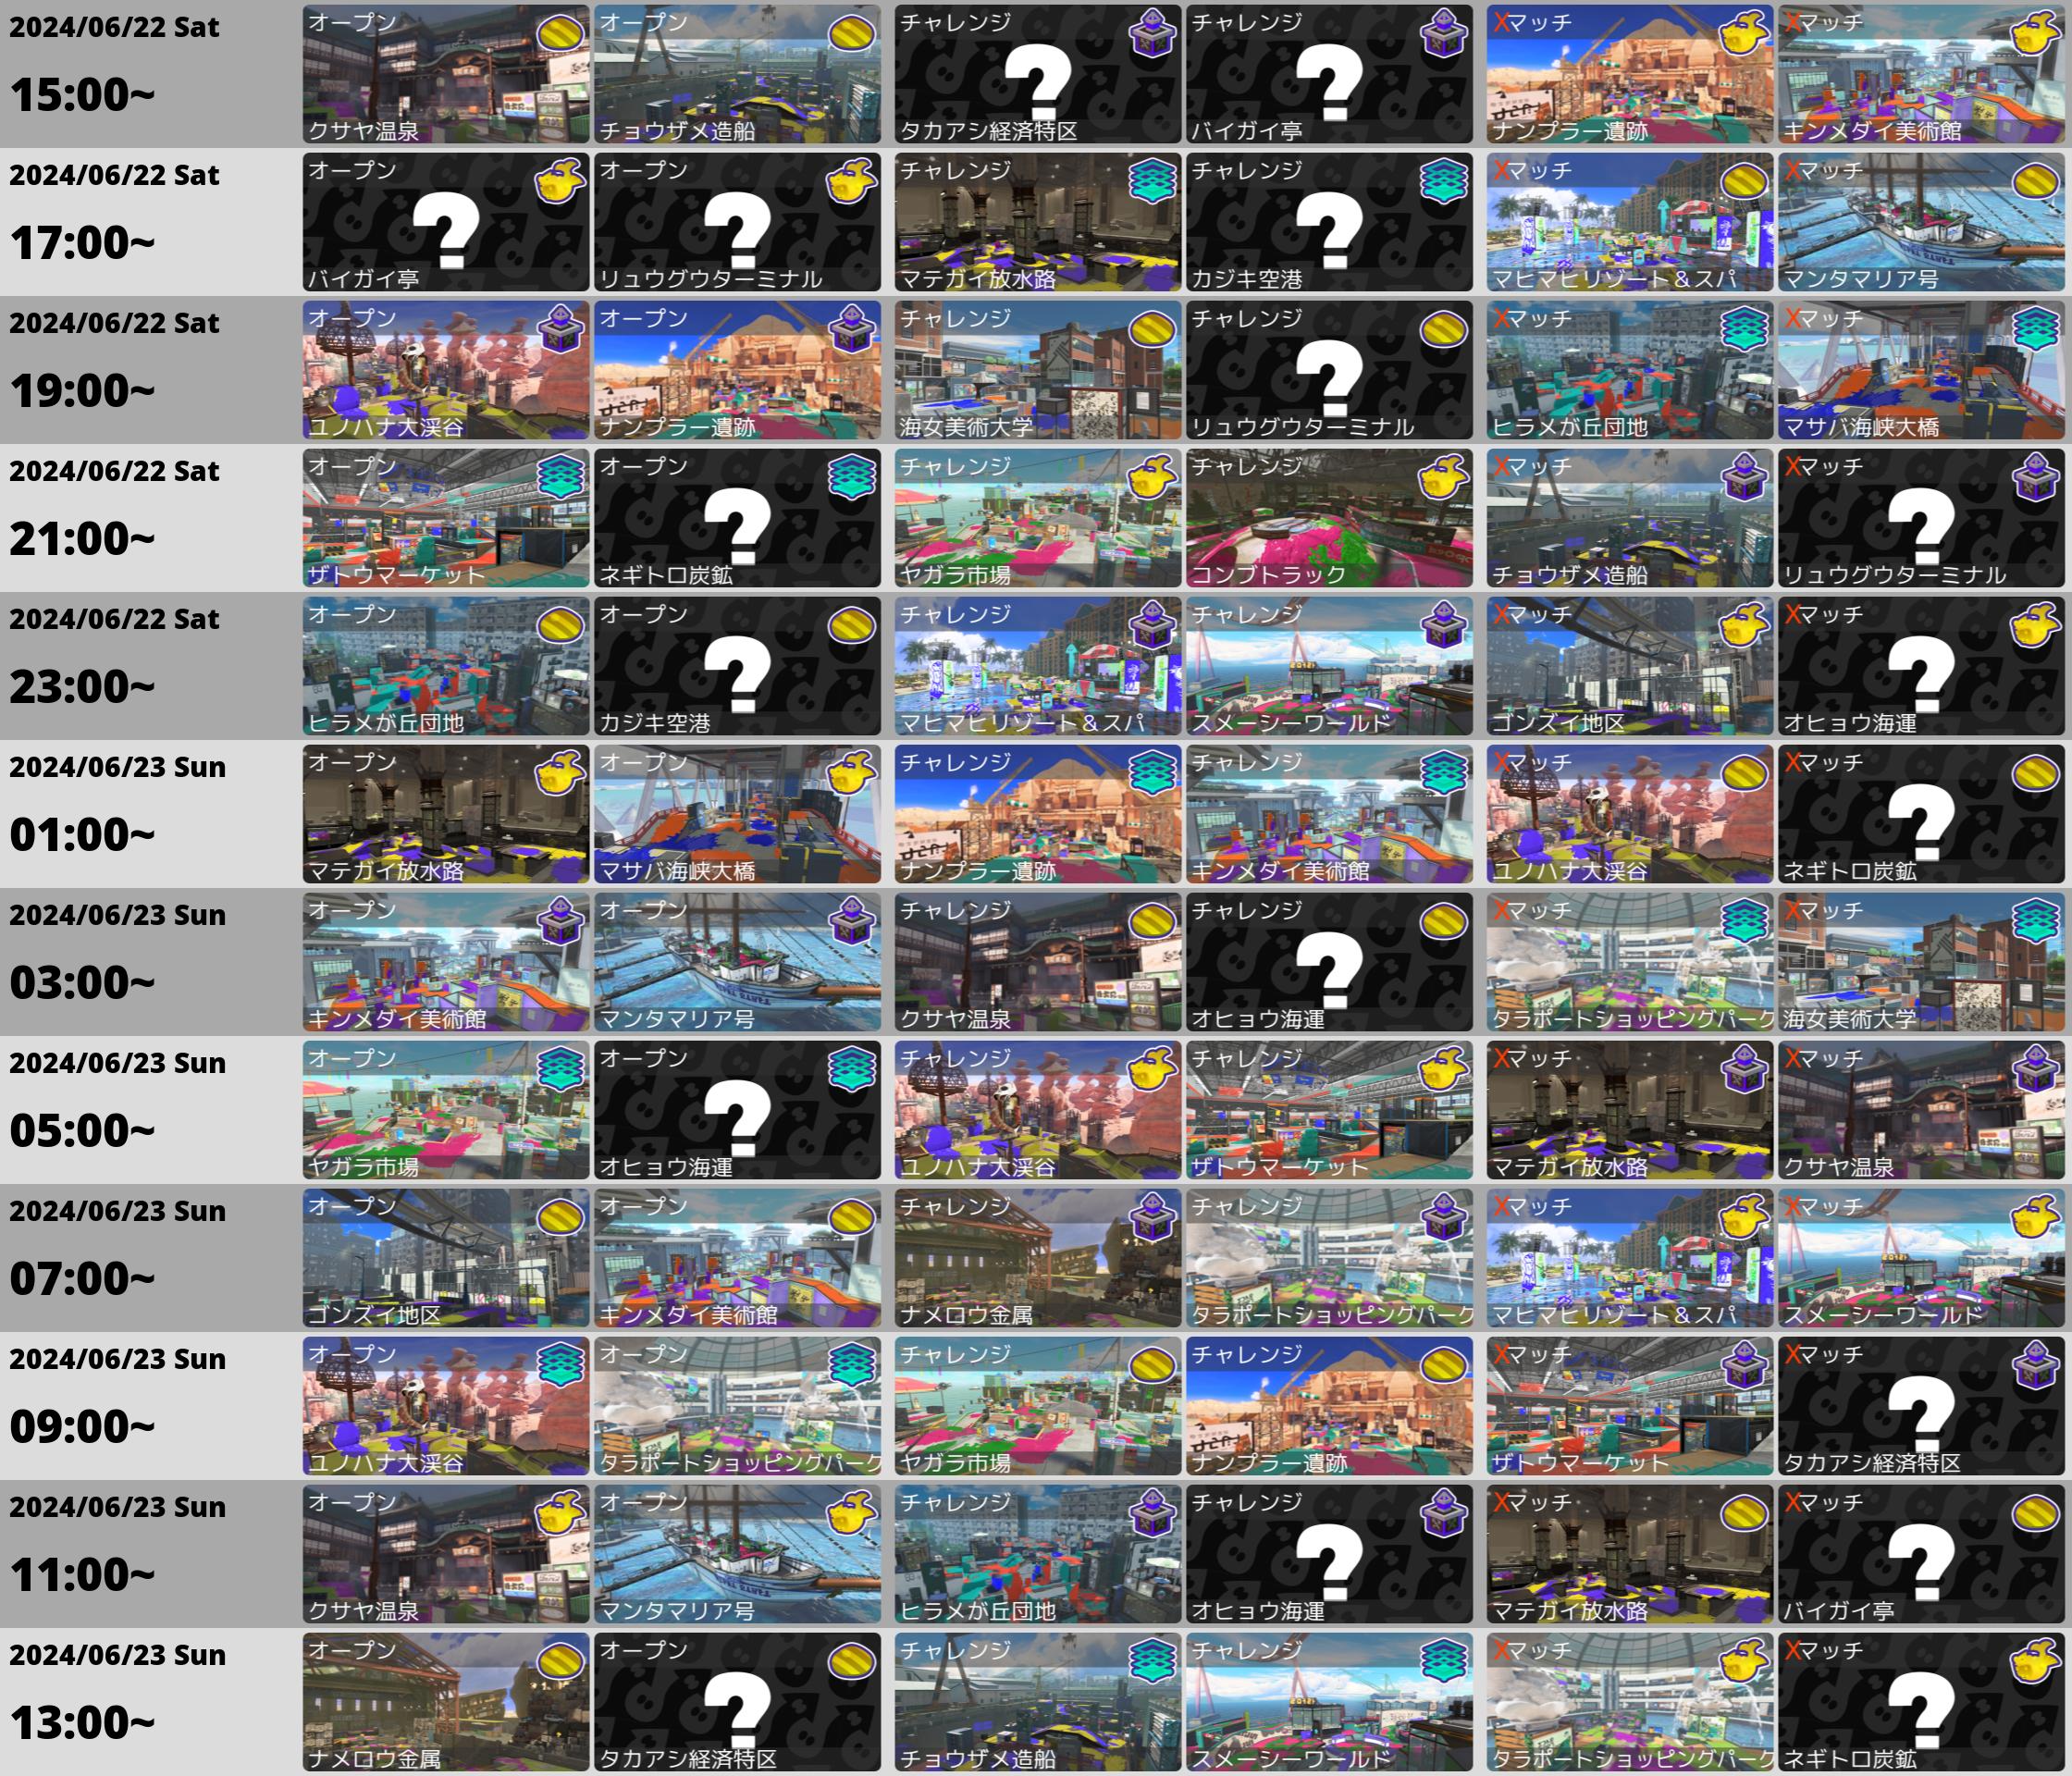 2024/06/22 Sat
15:00~
オープン
クサヤ温泉
オープン
チョウザメ造船
チャレンジ
タカアシ経済特区
チャレンジ
バイガイ亭
Xマッチ
ナンプラー遺跡
Xマッチ
キンメダイ美術館
2024/06/22 Sat
17:00~
オープン
バイガイ亭
オープン
リュウグウターミナル
チャレンジ
マテガイ放水路
チャレンジ
カジキ空港
Xマッチ
マヒマヒリゾート&スパ
Xマッチ
マンタマリア号
2024/06/22 Sat
19:00~
オープン
ユノハナ大渓谷
オープン
ナンプラー遺跡
チャレンジ
海女美術大学
チャレンジ
リュウグウターミナル
Xマッチ
ヒラメが丘団地
Xマッチ
マサバ海峡大橋
2024/06/22 Sat
21:00~
オープン
ザトウマーケット
オープン
ネギトロ炭鉱
チャレンジ
ヤガラ市場
チャレンジ
コンブトラック
Xマッチ
チョウザメ造船
Xマッチ
リュウグウターミナル
2024/06/22 Sat
23:00~
オープン
ヒラメが丘団地
オープン
カジキ空港
チャレンジ
マヒマヒリゾート&スパ
チャレンジ
スメーシーワールド
Xマッチ
ゴンズイ地区
Xマッチ
オヒョウ海運
2024/06/23 Sun
01:00~
オープン
マテガイ放水路
オープン
マサバ海峡大橋
チャレンジ
ナンプラー遺跡
チャレンジ
キンメダイ美術館
Xマッチ
ユノハナ大渓谷
Xマッチ
ネギトロ炭鉱
2024/06/23 Sun
03:00~
オープン
キンメダイ美術館
オープン
マンタマリア号
チャレンジ
クサヤ温泉
チャレンジ
オヒョウ海運
Xマッチ
タラポートショッピングパーク
Xマッチ
海女美術大学
2024/06/23 Sun
05:00~
オープン
ヤガラ市場
オープン
オヒョウ海運
チャレンジ
ユノハナ大渓谷
チャレンジ
ザトウマーケット
Xマッチ
マテガイ放水路
Xマッチ
クサヤ温泉
2024/06/23 Sun
07:00~
オープン
ゴンズイ地区
オープン
キンメダイ美術館
チャレンジ
ナメロウ金属
チャレンジ
タラポートショッピングパーク
Xマッチ
マヒマヒリゾート&スパ
Xマッチ
スメーシーワールド
2024/06/23 Sun
09:00~
オープン
ユノハナ大渓谷
オープン
タラポートショッピングパーク
チャレンジ
ヤガラ市場
チャレンジ
ナンプラー遺跡
Xマッチ
ザトウマーケット
Xマッチ
タカアシ経済特区
2024/06/23 Sun
11:00~
オープン
クサヤ温泉
オープン
マンタマリア号
チャレンジ
ヒラメが丘団地
チャレンジ
オヒョウ海運
Xマッチ
マテガイ放水路
Xマッチ
バイガイ亭
2024/06/23 Sun
13:00~
オープン
ナメロウ金属
オープン
タカアシ経済特区
チャレンジ
チョウザメ造船
チャレンジ
スメーシーワールド
Xマッチ
タラポートショッピングパーク
Xマッチ
ネギトロ炭鉱